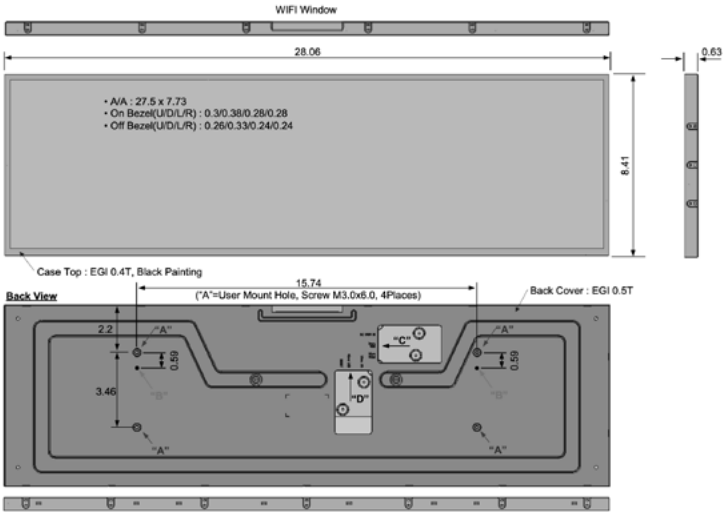 WIFI Window
28.06
0.63
• A/A : 27.5 x 7.73
• On Bezel(U/D/L/R) : 0.3/0.38/0.28/0.28
• Off Bezel(U/D/L/R) : 0.26/0.33/0.24/0.24
8.41
Case Top : EGI 0.4T, Black Painting
15.74
Back View
("A"=User Mount Hole, Screw M3.0x6.0, 4Places)
Back Cover : EGI 0.5T
2.2
"A"
"C"
"A"
0.59
0.59
"B"
"D"
"B"
3.46
"A"
"A"